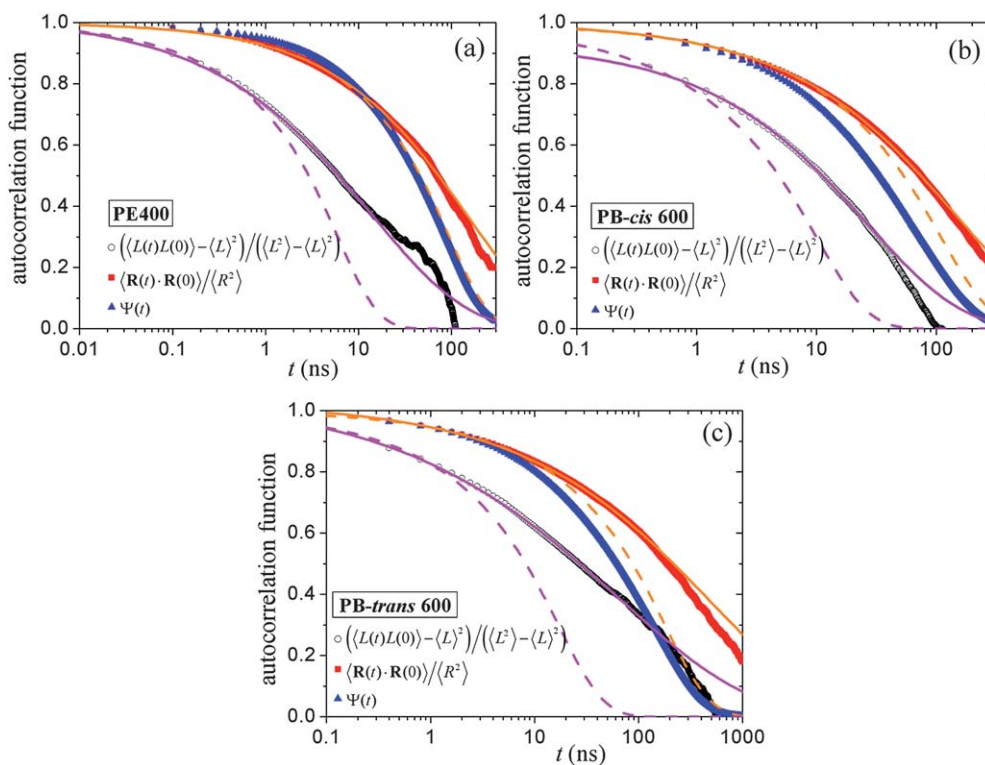 (a)
autocorrelation function
1.0
0.8
0.6
0.4
0.2
0.0
PE400
(⟨L(t)L(0)⟩−⟨L⟩²)/(⟨L²⟩−⟨L⟩²)
⟨R(t)·R(0)⟩/⟨R²⟩
Ψ(t)
0.01 0.1 1 10 100
t (ns)
(b)
autocorrelation function
1.0
0.8
0.6
0.4
0.2
0.0
PB-cis 600
(⟨L(t)L(0)⟩−⟨L⟩²)/(⟨L²⟩−⟨L⟩²)
⟨R(t)·R(0)⟩/⟨R²⟩
Ψ(t)
0.1 1 10 100
t (ns)
(c)
autocorrelation function
1.0
0.8
0.6
0.4
0.2
0.0
PB-trans 600
(⟨L(t)L(0)⟩−⟨L⟩²)/(⟨L²⟩−⟨L⟩²)
⟨R(t)·R(0)⟩/⟨R²⟩
Ψ(t)
0.1 1 10 100 1000
t (ns)